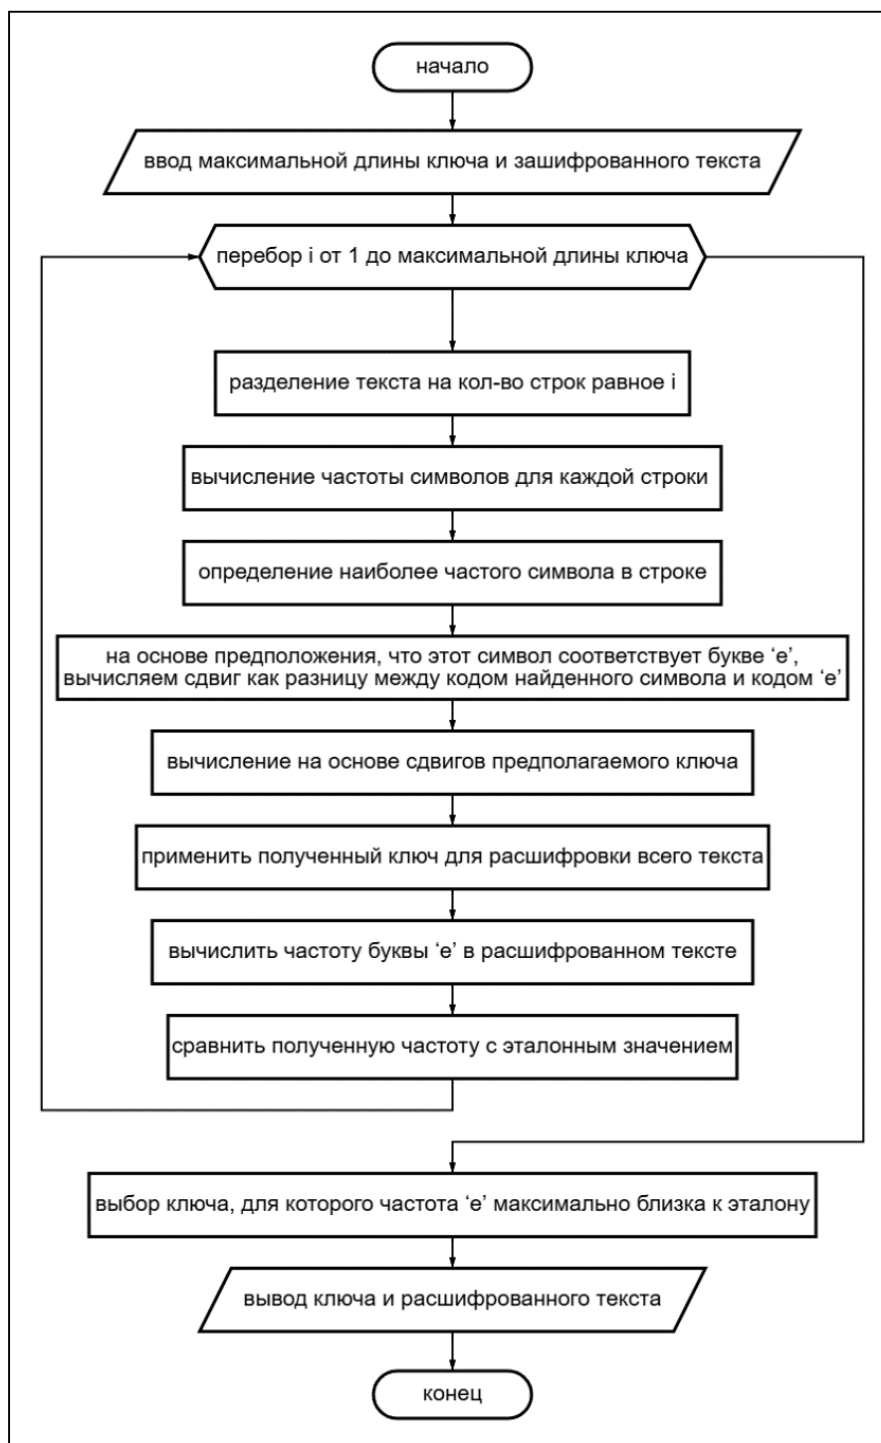 начало
ввод максимальной длины ключа и зашифрованного текста
перебор i от 1 до максимальной длины ключа
разделение текста на кол-во строк равное i
вычисление частоты символов для каждой строки
определение наиболее частого символа в строке
на основе предположения, что этот символ соответствует букве ‘е’,
вычисляем сдвиг как разницу между кодом найденного символа и кодом ‘е’
вычисление на основе сдвигов предполагаемого ключа
применить полученный ключ для расшифровки всего текста
вычислить частоту буквы ‘е’ в расшифрованном тексте
сравнить полученную частоту с эталонным значением
выбор ключа, для которого частота ‘е’ максимально близка к эталону
вывод ключа и расшифрованного текста
конец